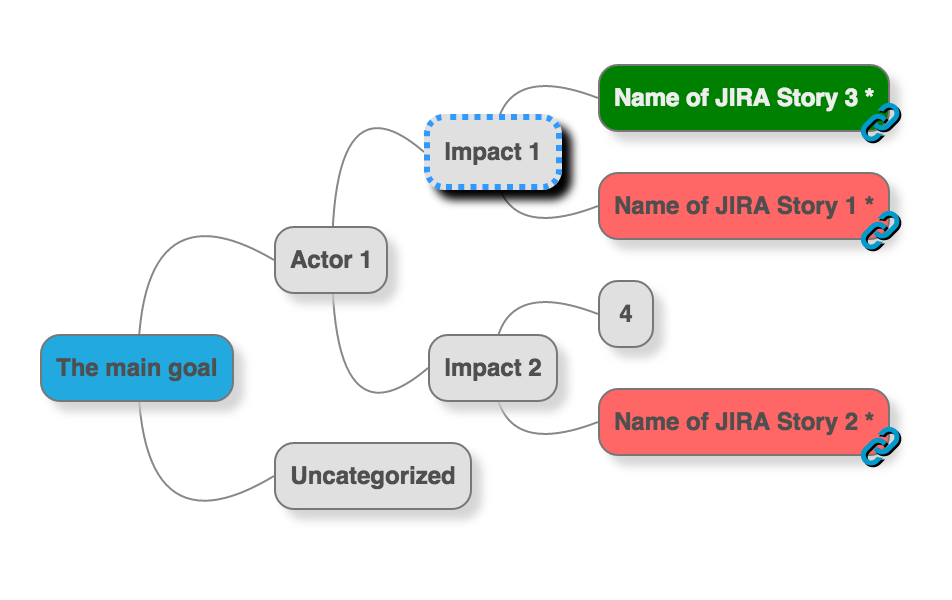 Name of JIRA Story 3 *
Impact 1
Name of JIRA Story 1 *
Actor 1
4
The main goal
Impact 2
Name of JIRA Story 2 *
Uncategorized